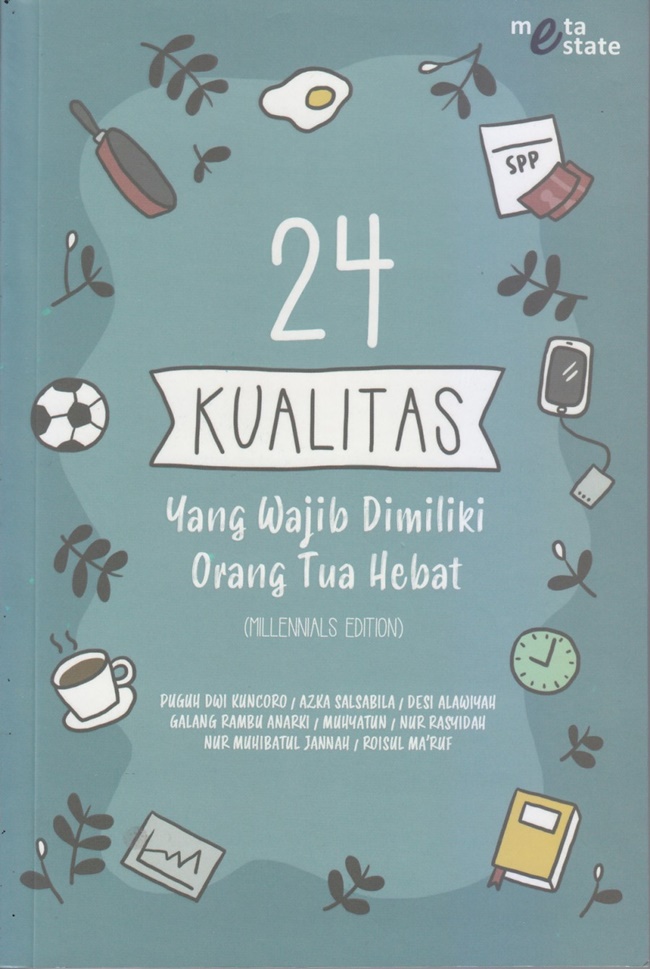 meta
state
SPP
24
KUALITAS
Yang Wajib Dimiliki
Orang Tua Hebat
(MILLENNIALS EDITION)
PUGUH DWI KUNCORO / AZKA SALSABILA / DESI ALAWIYAH
GALANG RAMBU ANARKI / MUHYATUN / NUR RASYIDAH
NUR MUHIBATUL JANNAH / ROISUL MA'RUF